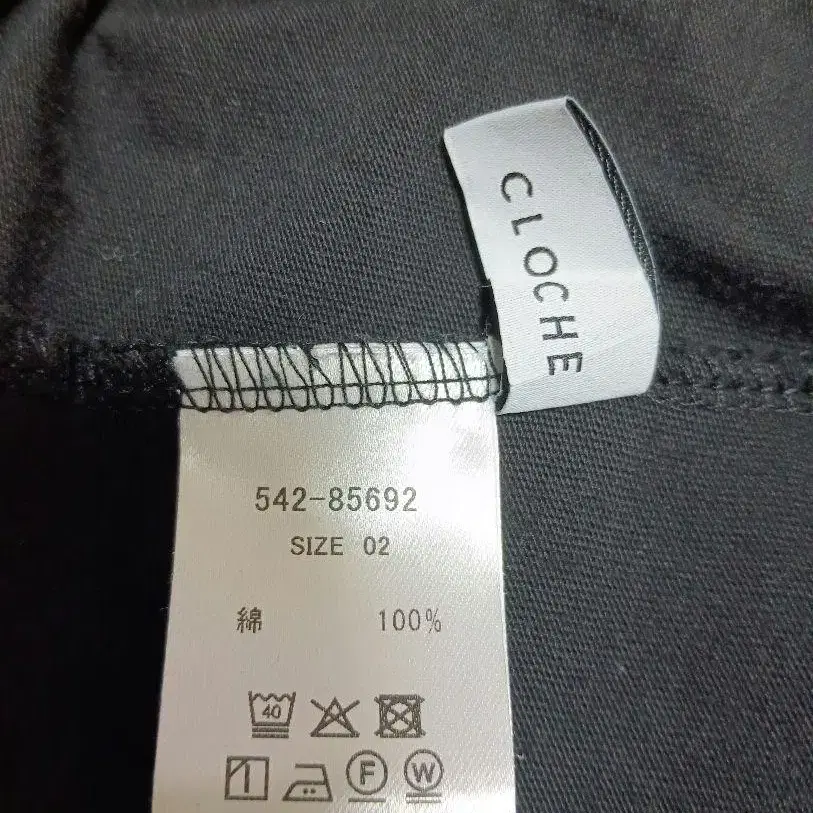 CLOCHE
542-85692
SIZE 02
綿 100%
40
F W